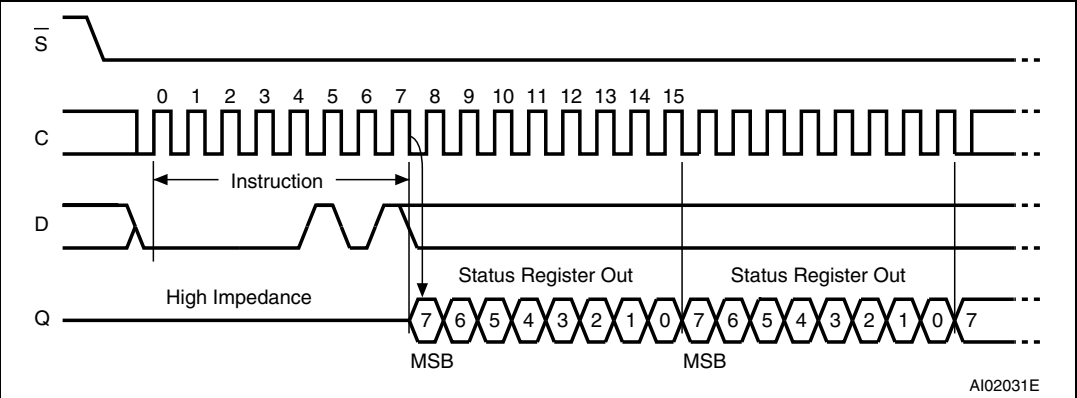 S
0 1 2 3 4 5 6 7 8 9 10 11 12 13 14 15
C
Instruction
D
Status Register Out Status Register Out
High Impedance
Q 7 6 5 4 3 2 1 0 7 6 5 4 3 2 1 0 7
MSB MSB
AI02031E